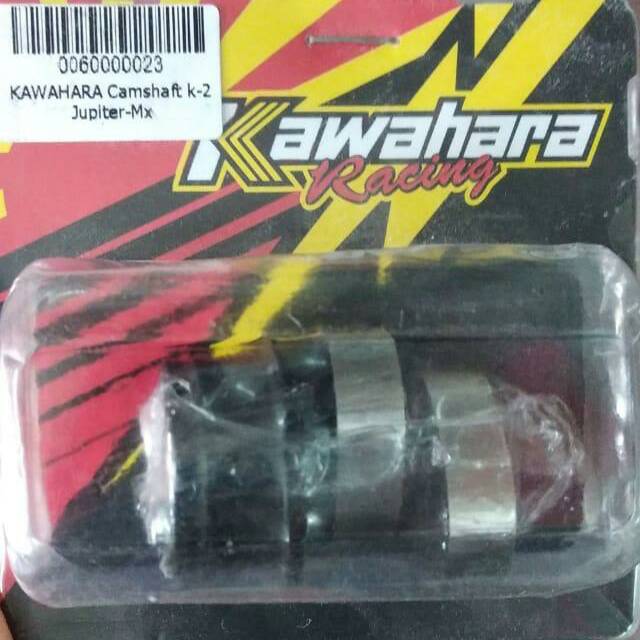 0060000023
KAWAHARA Camshaft k-2
Jupiter-Mx
Kawahara
Racing